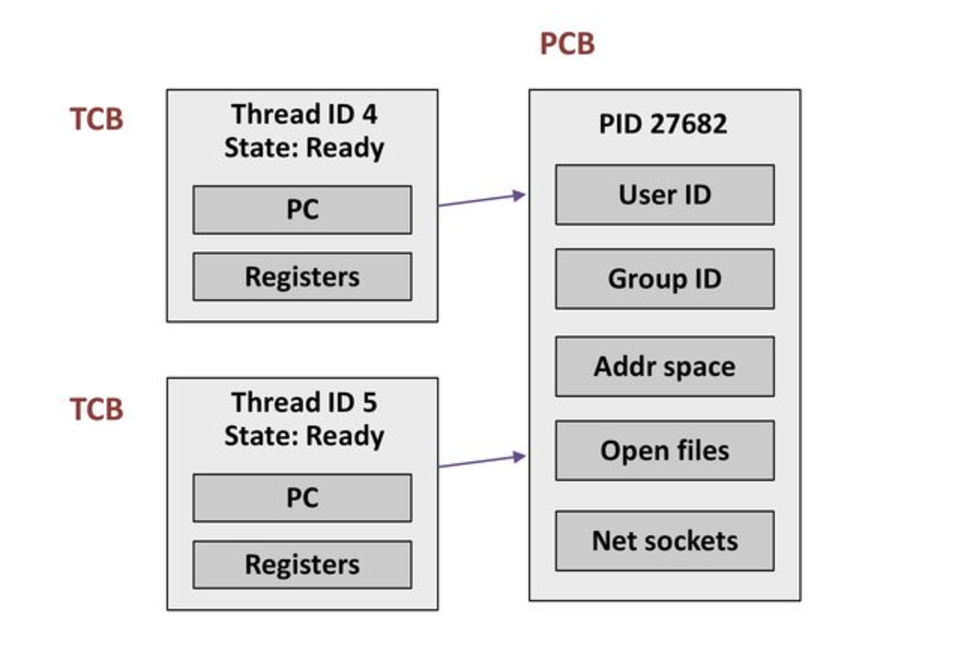 PCB
TCB
Thread ID 4
State: Ready
PC
Registers
TCB
Thread ID 5
State: Ready
PC
Registers
PID 27682
User ID
Group ID
Addr space
Open files
Net sockets